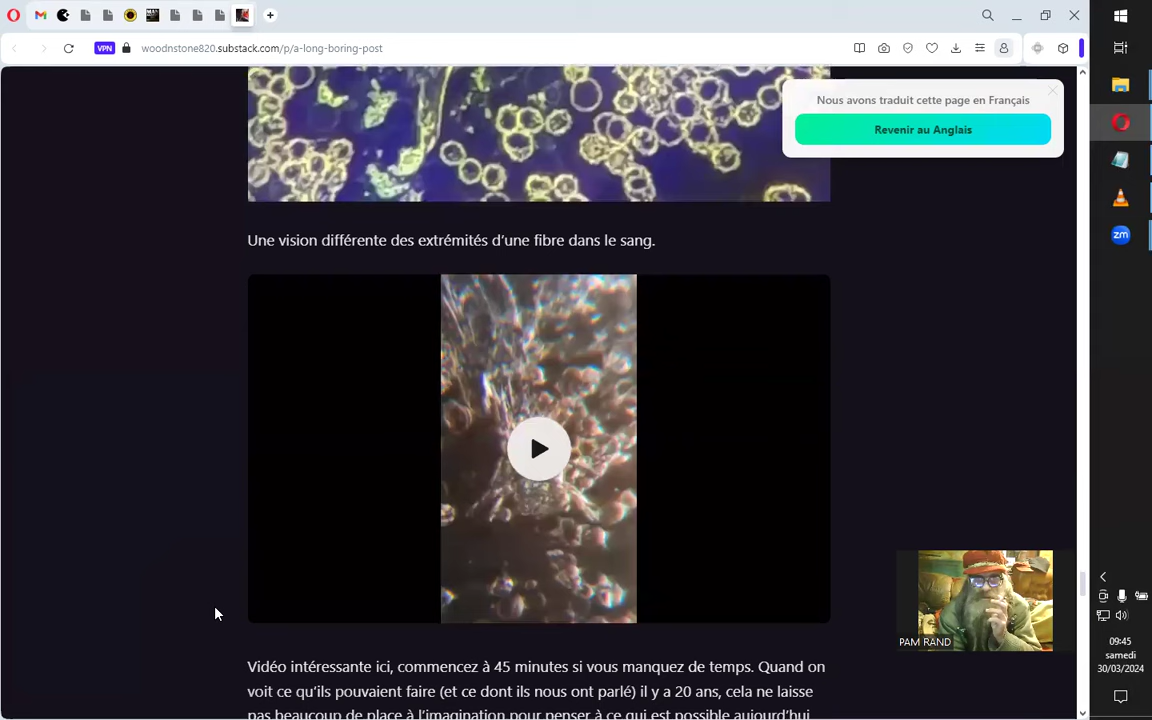 VPN
woodnstone820.substack.com/p/a-long-boring-post
Nous avons traduit cette page en Français
Revenir au Anglais
Une vision différente des extrémités d’une fibre dans le sang.
zm
PAM RAND
09:45
samedi
30/03/2024
Vidéo intéressante ici, commencez à 45 minutes si vous manquez de temps. Quand on
voit ce qu’ils pouvaient faire (et ce dont ils nous ont parlé) il y a 20 ans, cela ne laisse
pas beaucoup de place à l’imagination pour penser à ce qui est possible aujourd’hui.